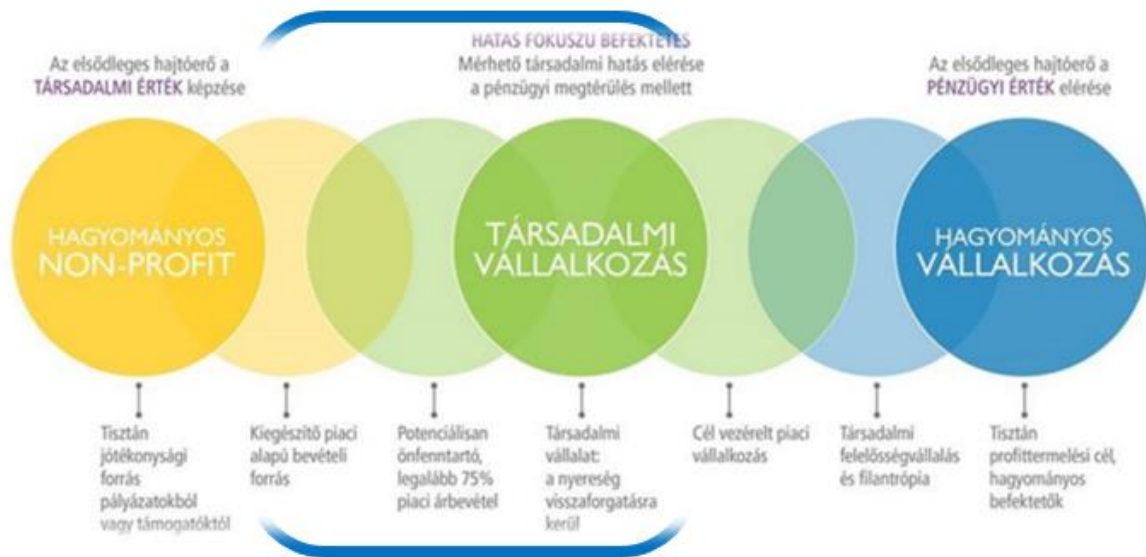 Az elsődleges hajtóerő a
TÁRSADALMI ÉRTÉK képzése
HATÁS FÓKUSZÚ BEFEKTETÉS
Mérhető társadalmi hatás elérése
a pénzügyi megtérülés mellett
Az elsődleges hajtóerő a
PÉNZÜGYI ÉRTÉK elérése
HAGYOMÁNYOS
NON-PROFIT
TÁRSADALMI
VÁLLALKOZÁS
HAGYOMÁNYOS
VÁLLALKOZÁS
Tisztán
jótékonysági
forrás
pályázatokból
vagy támogatóktól
Kiegészítő piaci
alapú bevételi
forrás
Potenciálisan
önfenntartó,
legalább 75%
piaci árbevétel
Társadalmi
vállalat:
a nyereség
visszaforgatásra
kerül
Cél vezérelt piaci
vállalkozás
Társadalmi
felelősségvállalás
és filantrópia
Tisztán
profittermelési cél,
hagyományos
befektetők